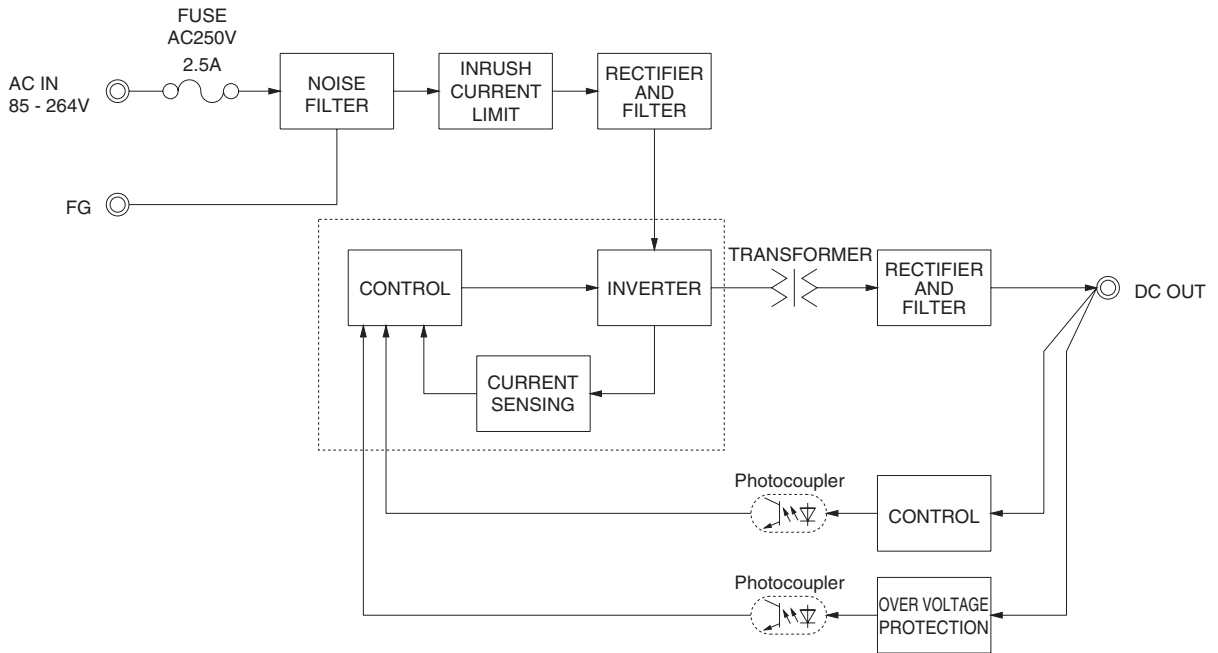 FUSE
AC250V
2.5A
AC IN
85 - 264V
NOISE
FILTER
INRUSH
CURRENT
LIMIT
RECTIFIER
AND
FILTER
FG
CONTROL
INVERTER
TRANSFORMER
RECTIFIER
AND
FILTER
DC OUT
CURRENT
SENSING
Photocoupler
CONTROL
Photocoupler
OVER VOLTAGE
PROTECTION